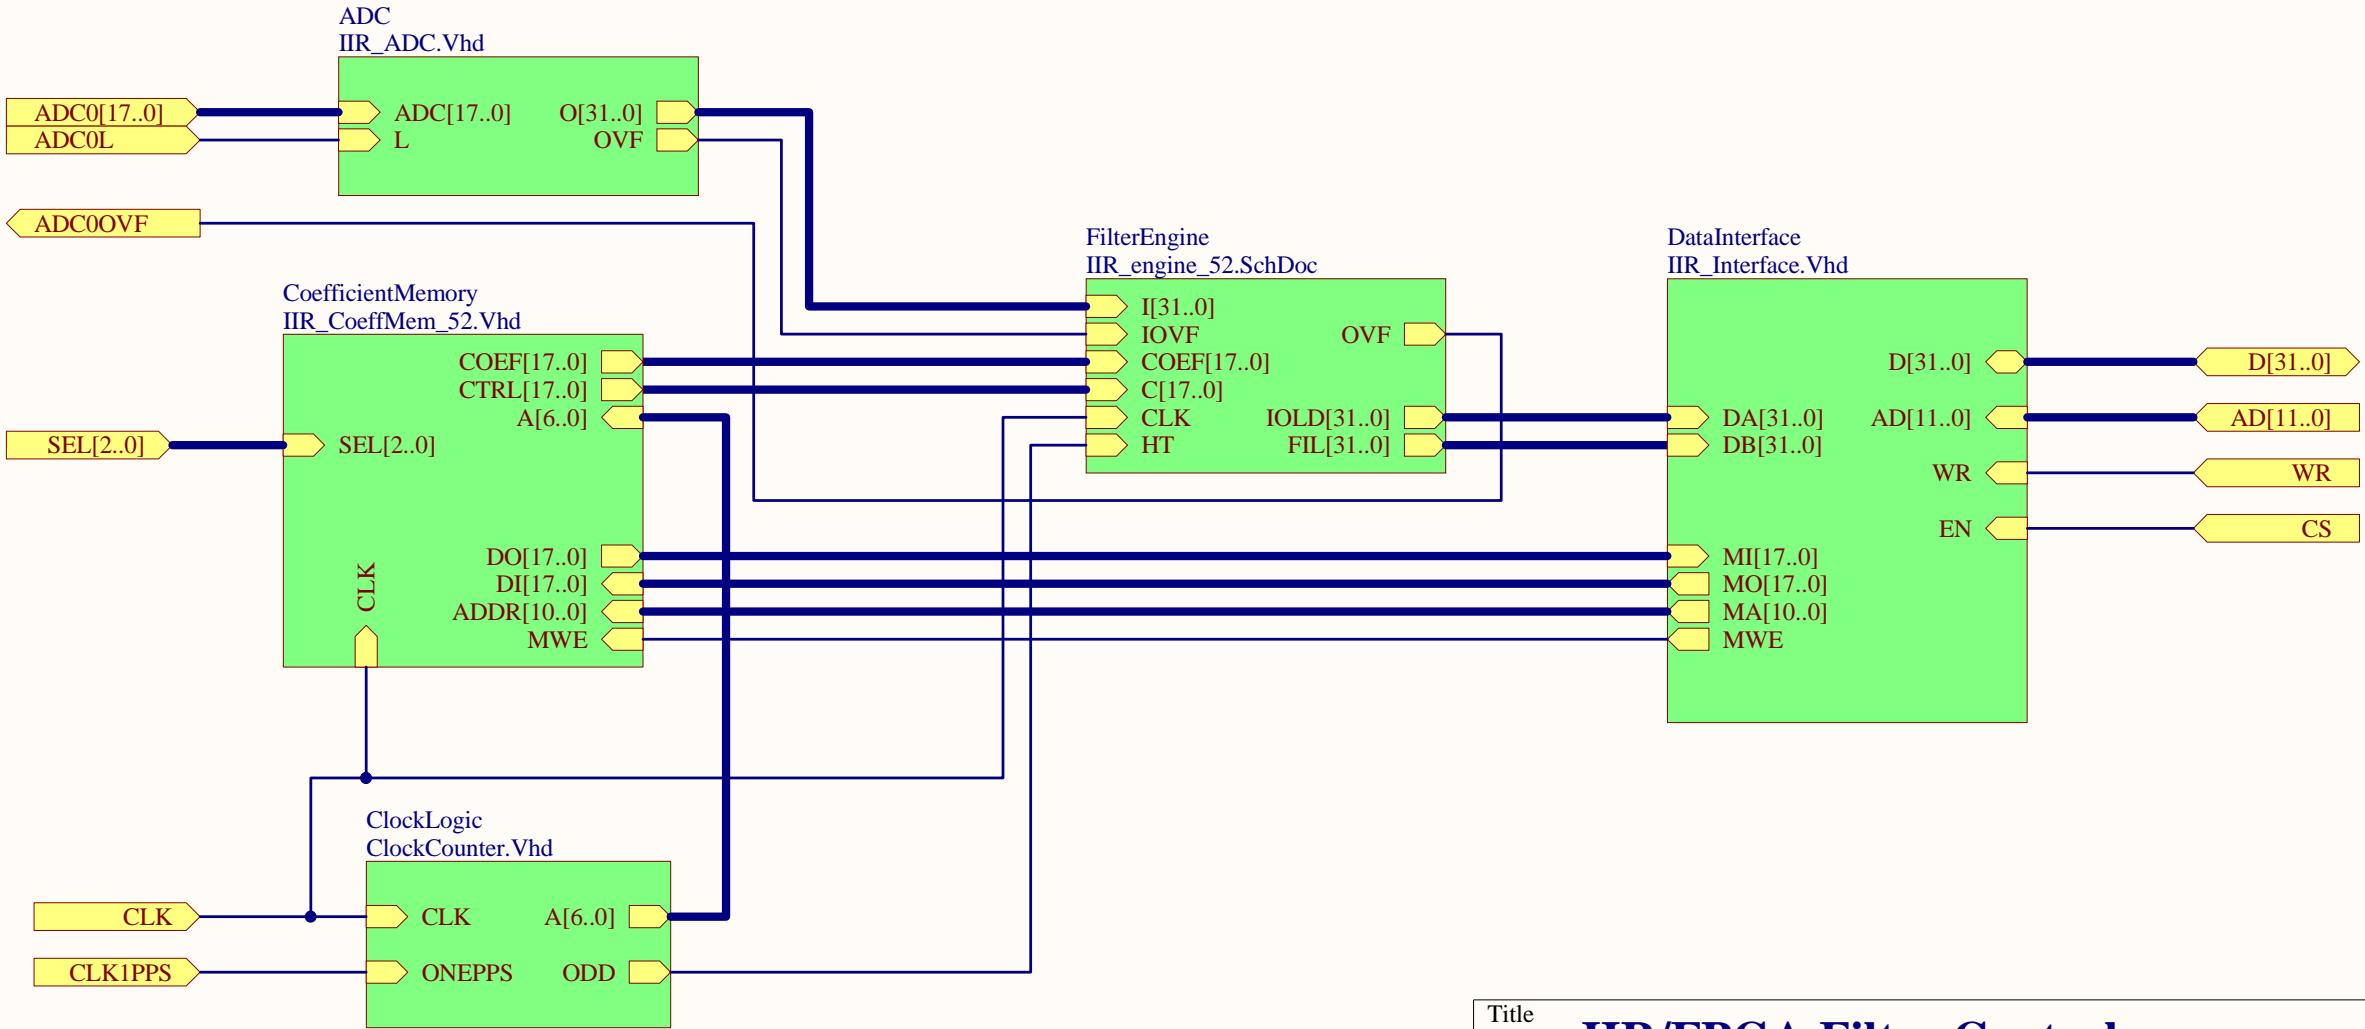 ADC
IIR_ADC.Vhd
ADC0[17..0]
ADC[17..0]
O[31..0]
ADC0L
L
OVF
ADC0OVF
FilterEngine
IIR_engine_52.SchDoc
DataInterface
IIR_Interface.Vhd
CoefficientMemory
IIR_CoeffMem_52.Vhd
I[31..0]
IOVF
OVF
COEF[17..0]
COEF[17..0]
D[31..0]
D[31..0]
CTRL[17..0]
C[17..0]
A[6..0]
CLK
IOLD[31..0]
DA[31..0]
AD[11..0]
AD[11..0]
SEL[2..0]
SEL[2..0]
HT
FIL[31..0]
DB[31..0]
WR
WR
EN
CS
CLK
DO[17..0]
MI[17..0]
DI[17..0]
MO[17..0]
ADDR[10..0]
MA[10..0]
MWE
MWE
ClockLogic
ClockCounter.Vhd
CLK
CLK
A[6..0]
CLK1PPS
ONEPPS
ODD
Title